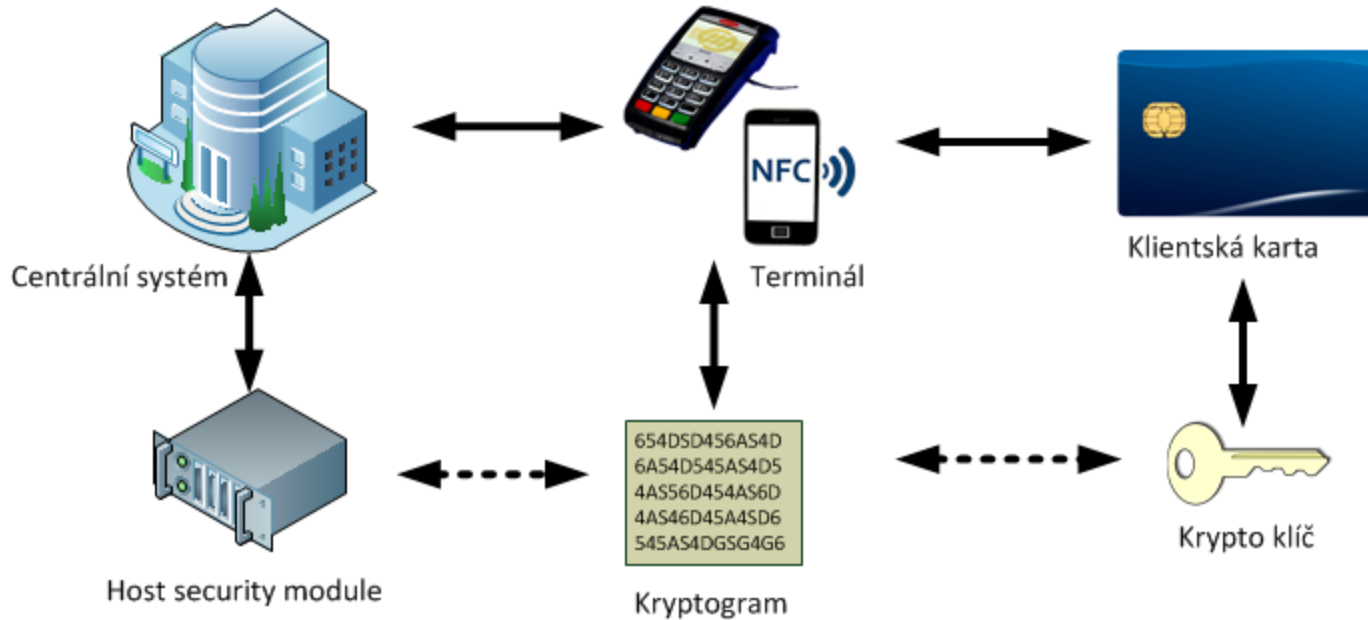 NFC
Klientská karta
Centrální systém
Terminál
654DSD456AS4D
6A54D545AS4D5
4AS56D454AS6D
4AS46D45A4SD6
545AS4DGSG4G6
Krypto klíč
Host security module
Kryptogram